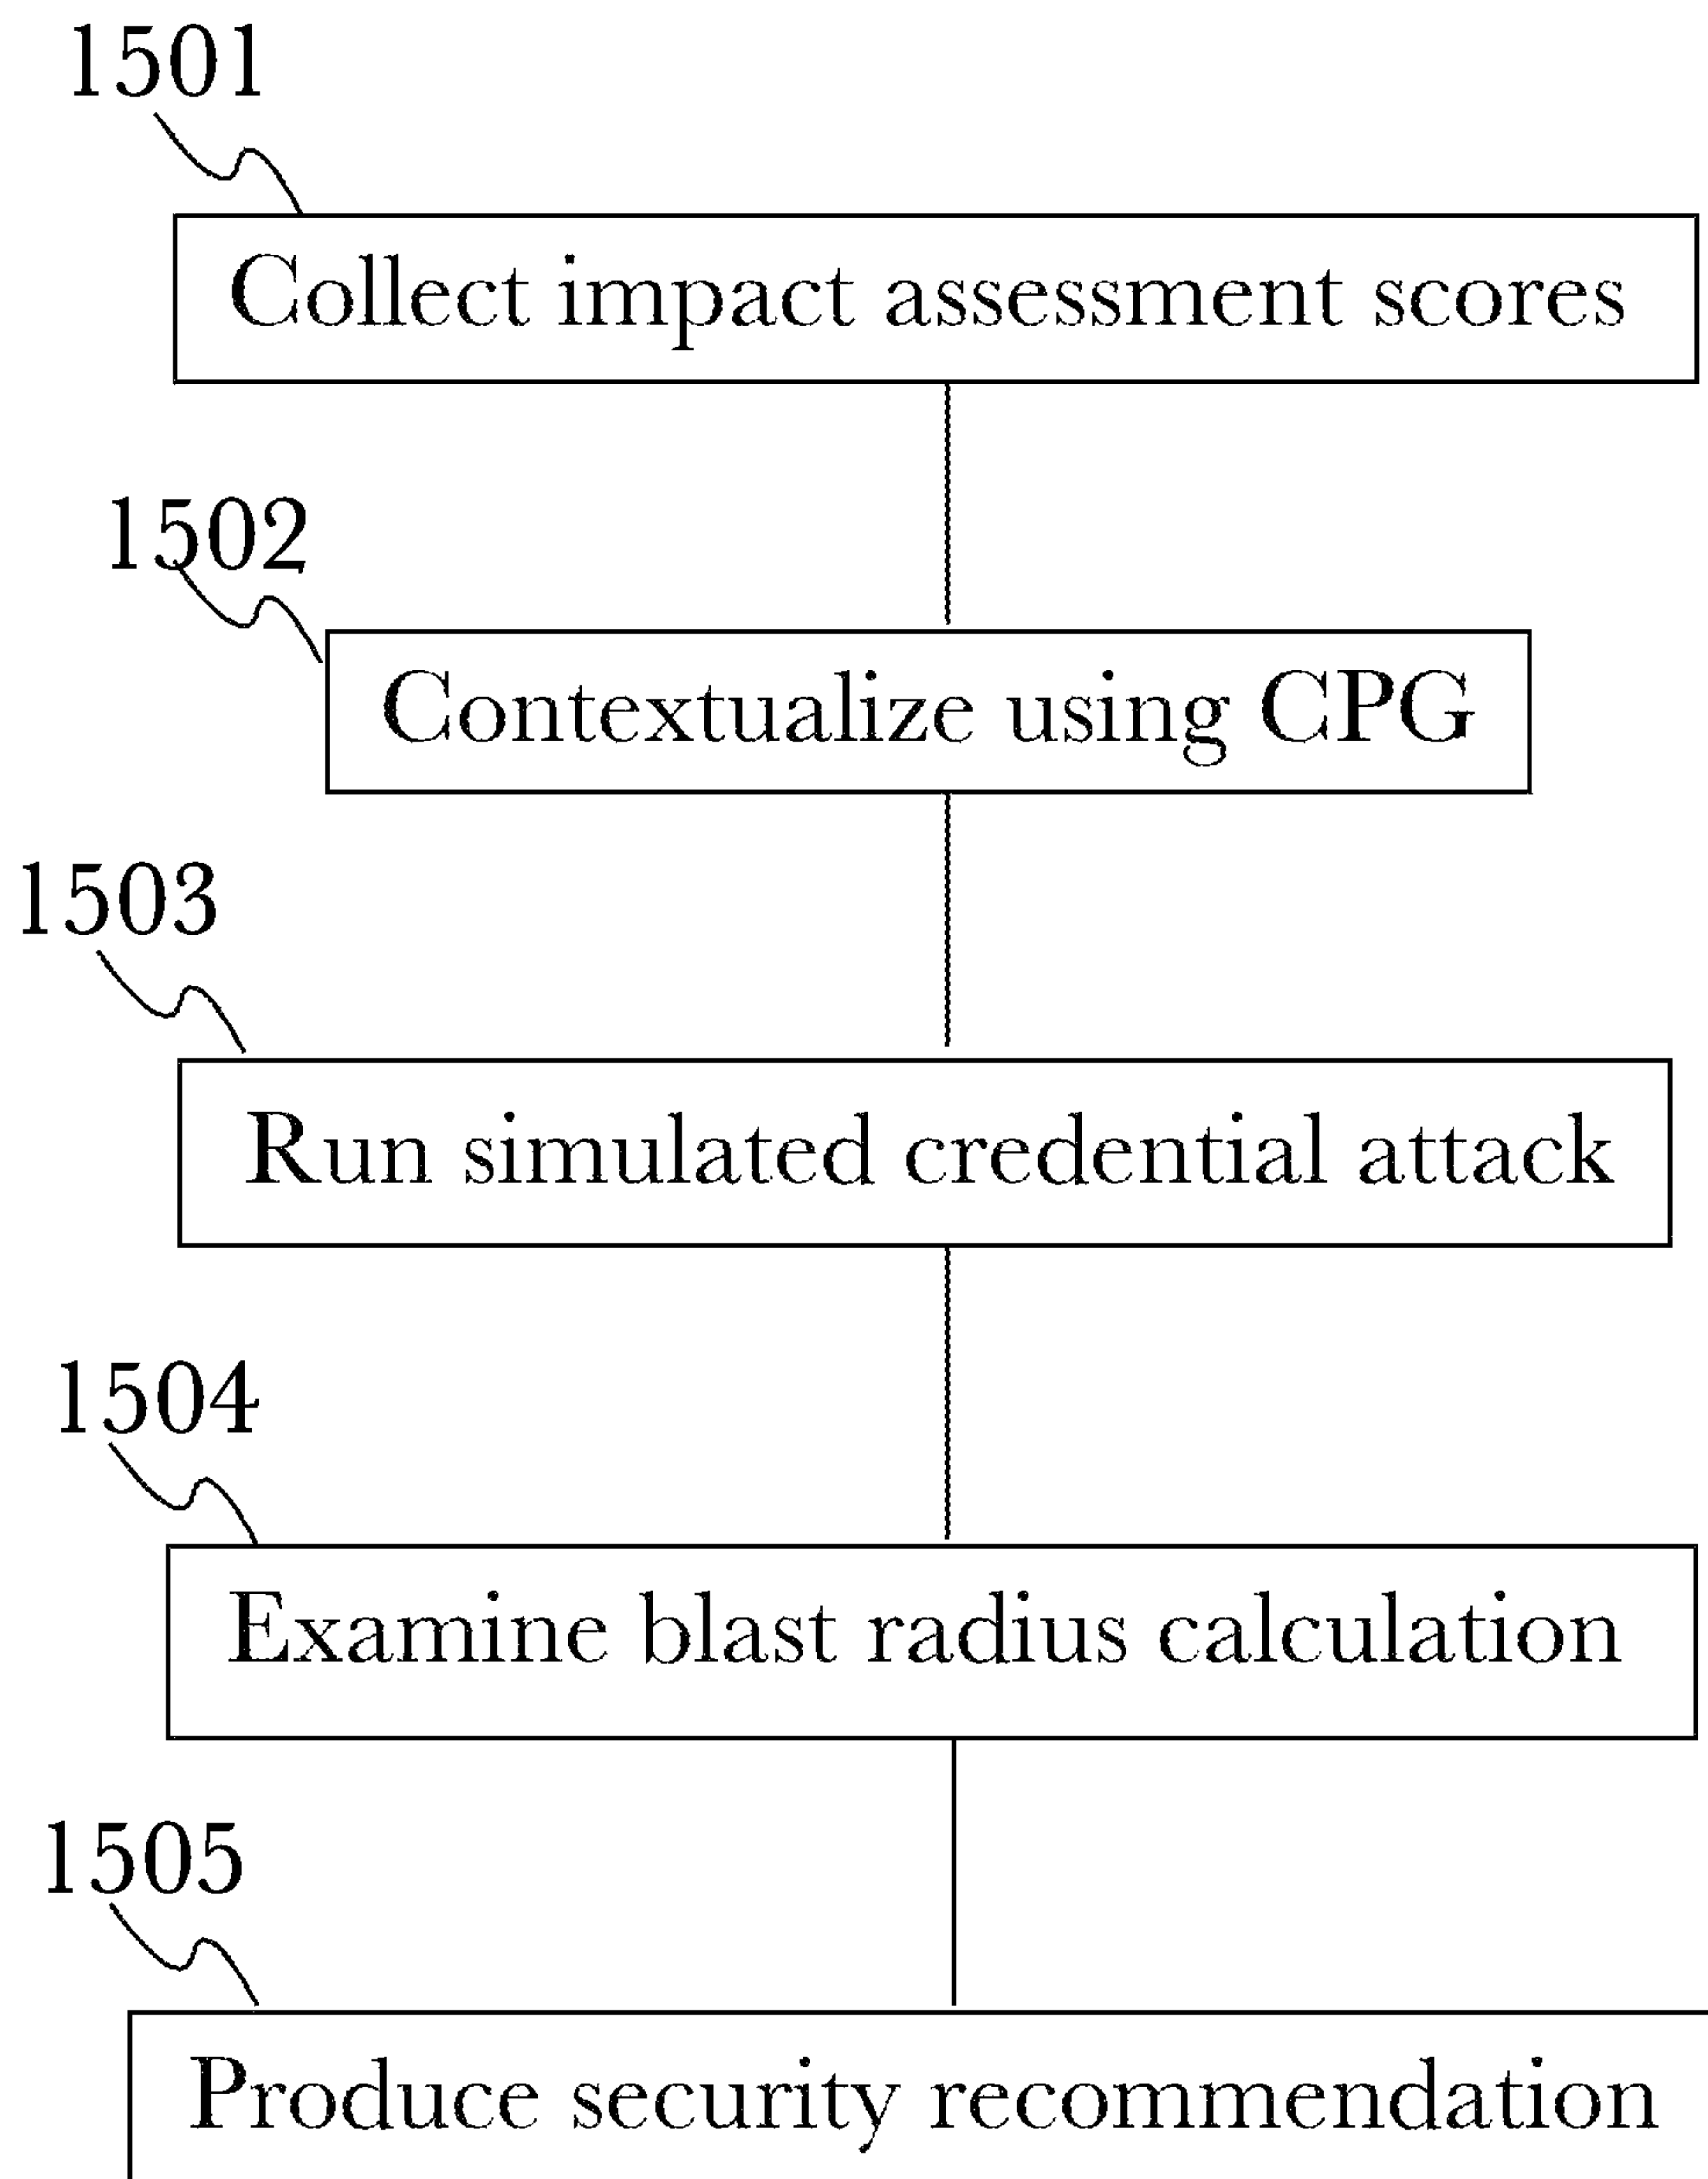 1501
Collect impact assessment scores
1502
Contextualize using CPG
1503
Run simulated credential attack
1504
Examine blast radius calculation
1505
Produce security recommendation